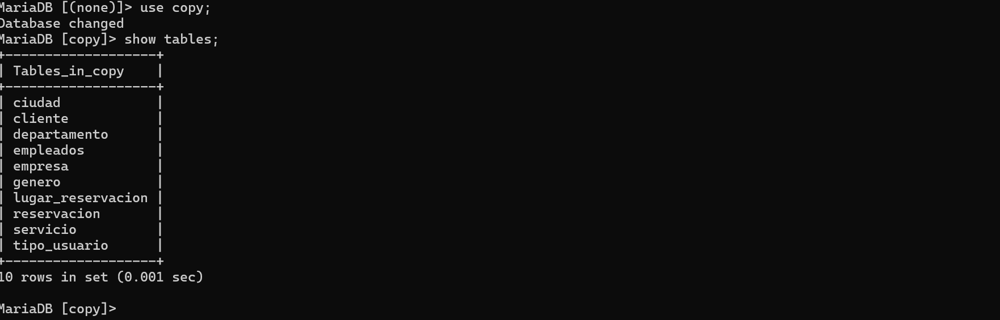 MariaDB [(none)]> use copy;
Database changed
MariaDB [copy]> show tables;
+------------------+
| Tables_in_copy   |
+------------------+
| ciudad           |
| cliente          |
| departamento     |
| empleados        |
| empresa          |
| genero           |
| lugar_reservacion |
| reservacion      |
| servicio         |
| tipo_usuario     |
+------------------+
10 rows in set (0.001 sec)
MariaDB [copy]>